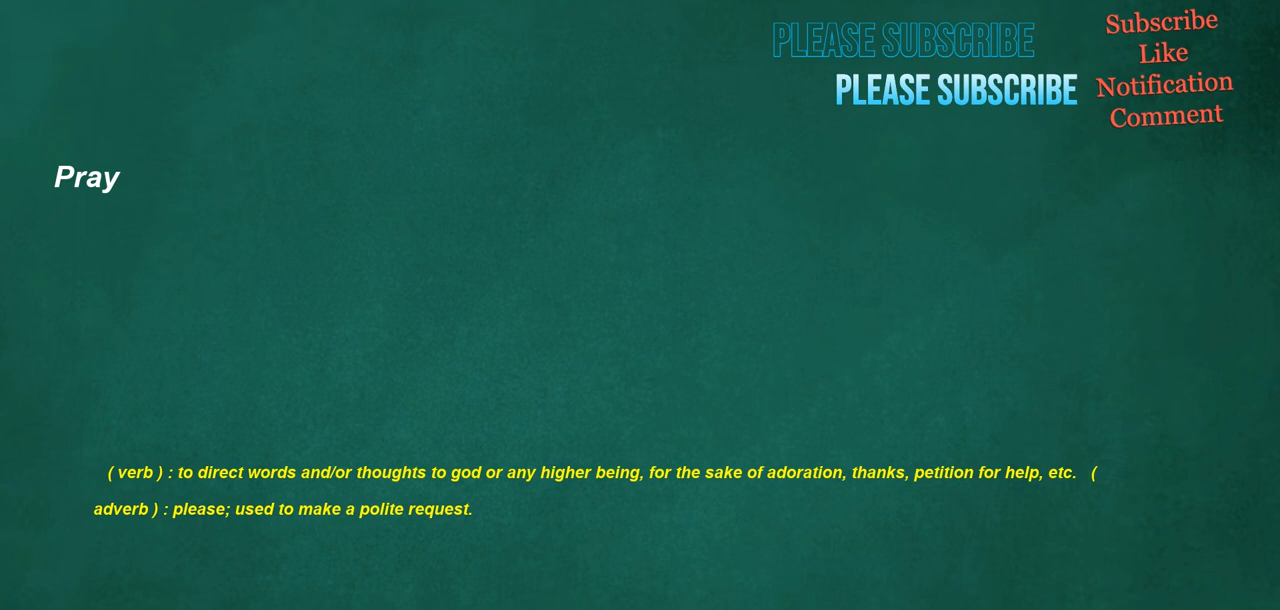 PLEASE SUBSCRIBE
PLEASE SUBSCRIBE
Subscribe
Like
Notification
Comment
Pray
( verb ) : to direct words and/or thoughts to god or any higher being, for the sake of adoration, thanks, petition for help, etc. (
adverb ) : please; used to make a polite request.